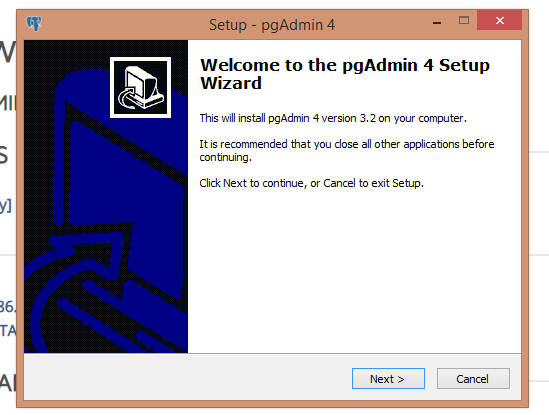 Setup - pgAdmin 4
Welcome to the pgAdmin 4 Setup
Wizard
This will install pgAdmin 4 version 3.2 on your computer.
It is recommended that you close all other applications before
continuing.
Click Next to continue, or Cancel to exit Setup.
y]
86.
TA
Next >
Cancel